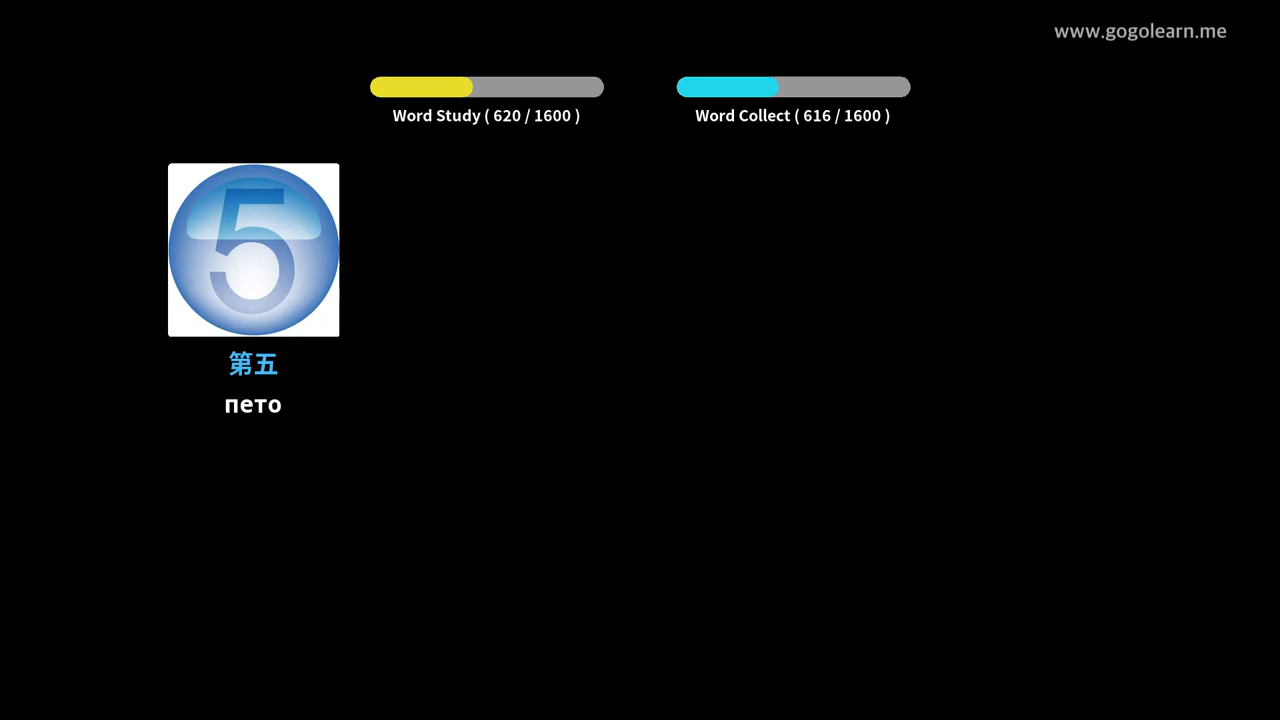 www.gogolearn.me
Word Study ( 620 / 1600 )
Word Collect ( 616 / 1600 )
5
第五
пето